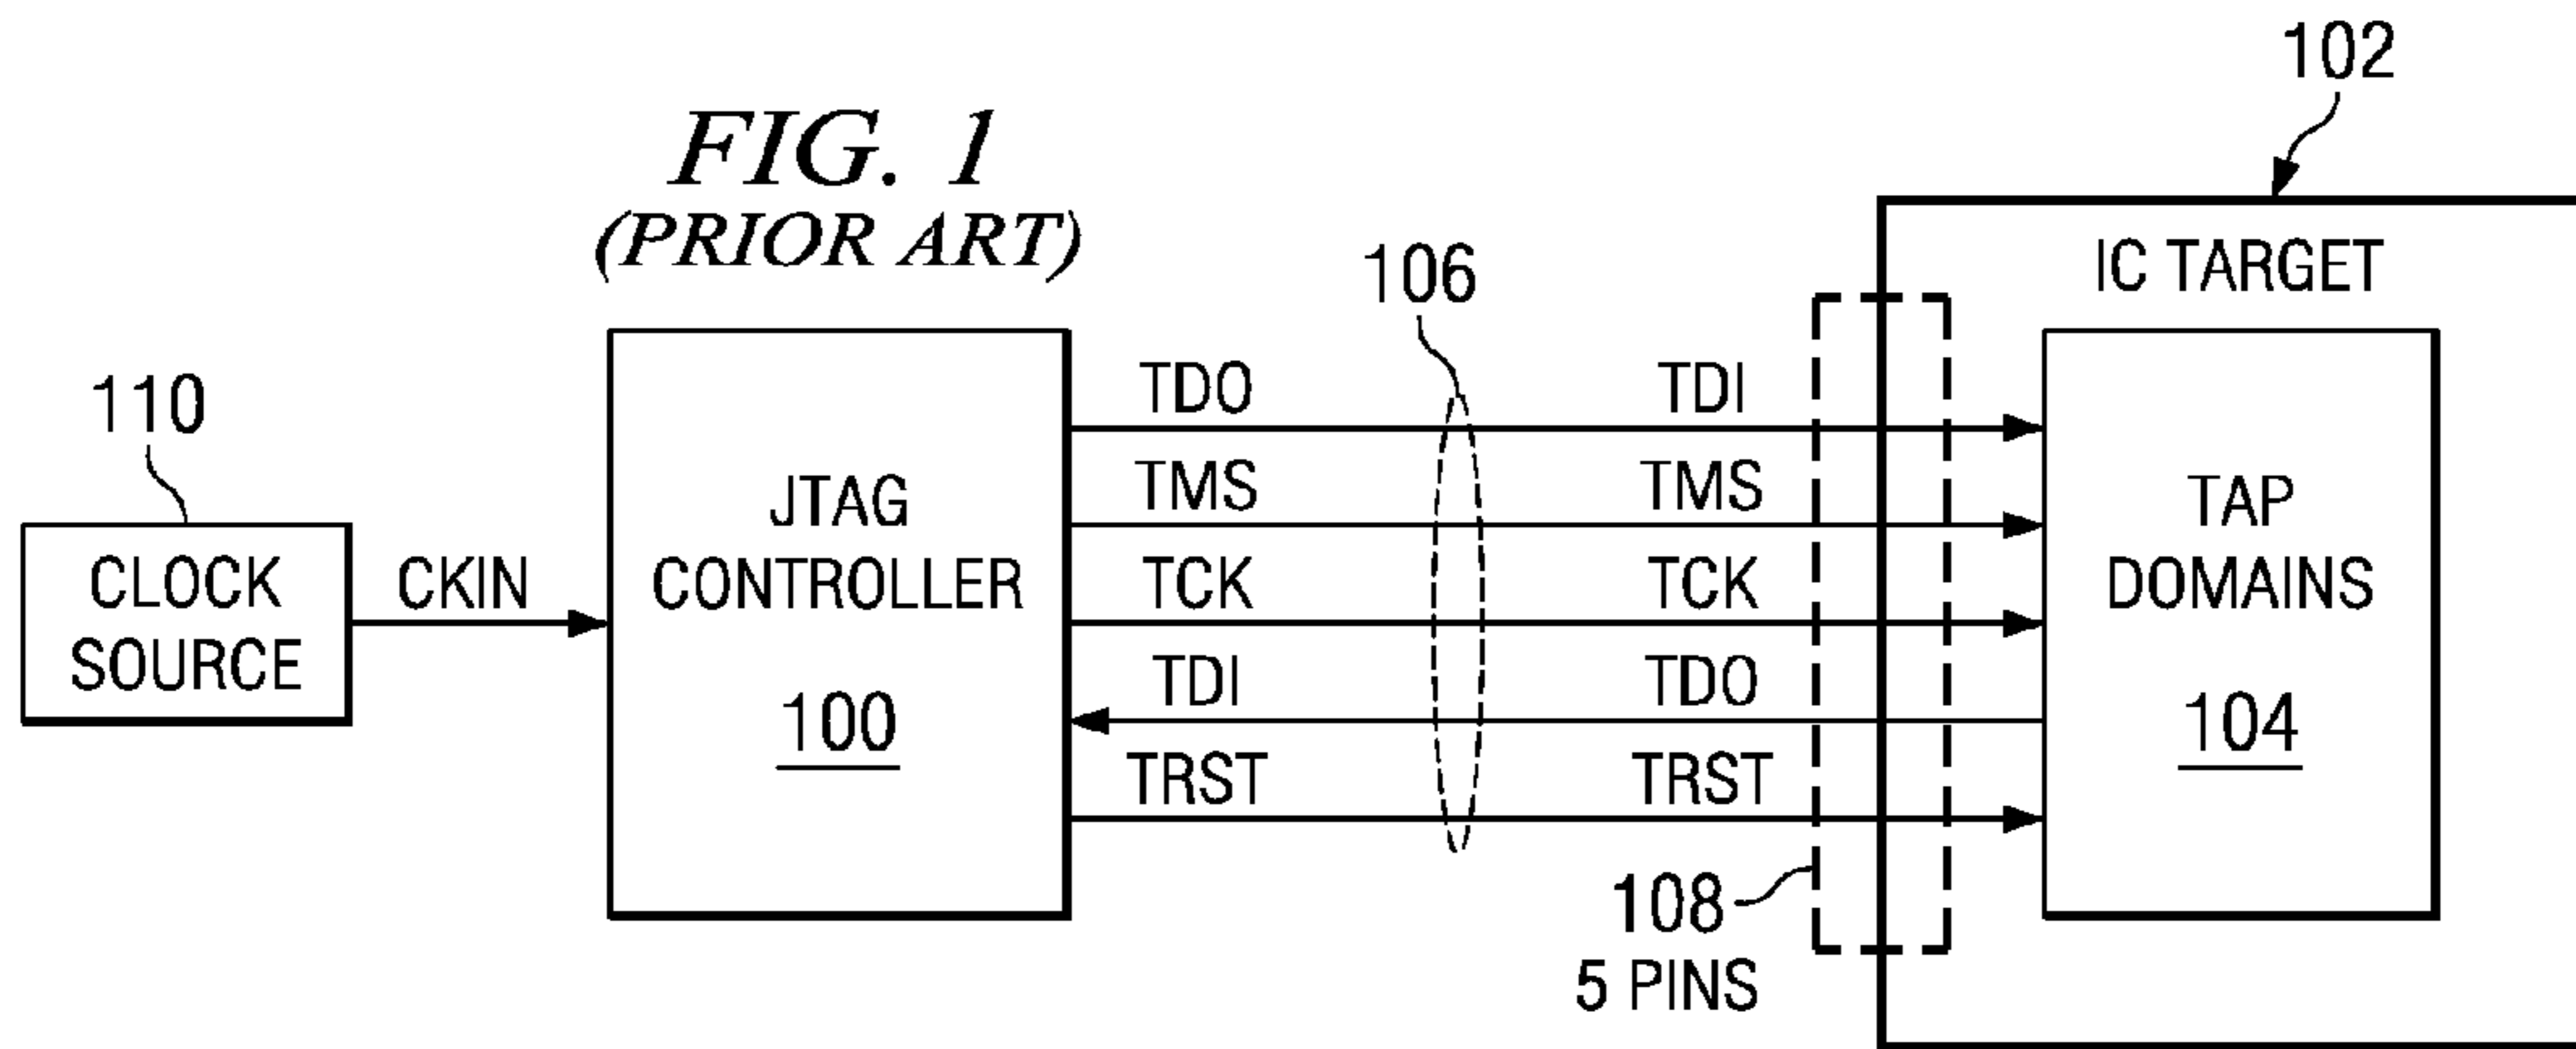 102
FIG. 1
(PRIOR ART)
IC TARGET
106
110
TDO TDI
TMS TMS
JTAG
CONTROLLER
100
TAP
DOMAINS
104
CLOCK
SOURCE
CKIN
TCK TCK
TDI TDO
TRST TRST
108
5 PINS